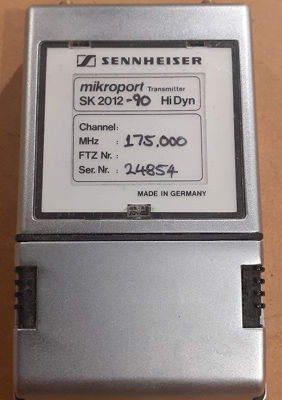 SENNHEISER
mikroport Transmitter
SK 2012 -90 HiDyn
Channel:
MHz : 175,000
FTZ Nr. :
Ser. Nr. : 24854
MADE IN GERMANY